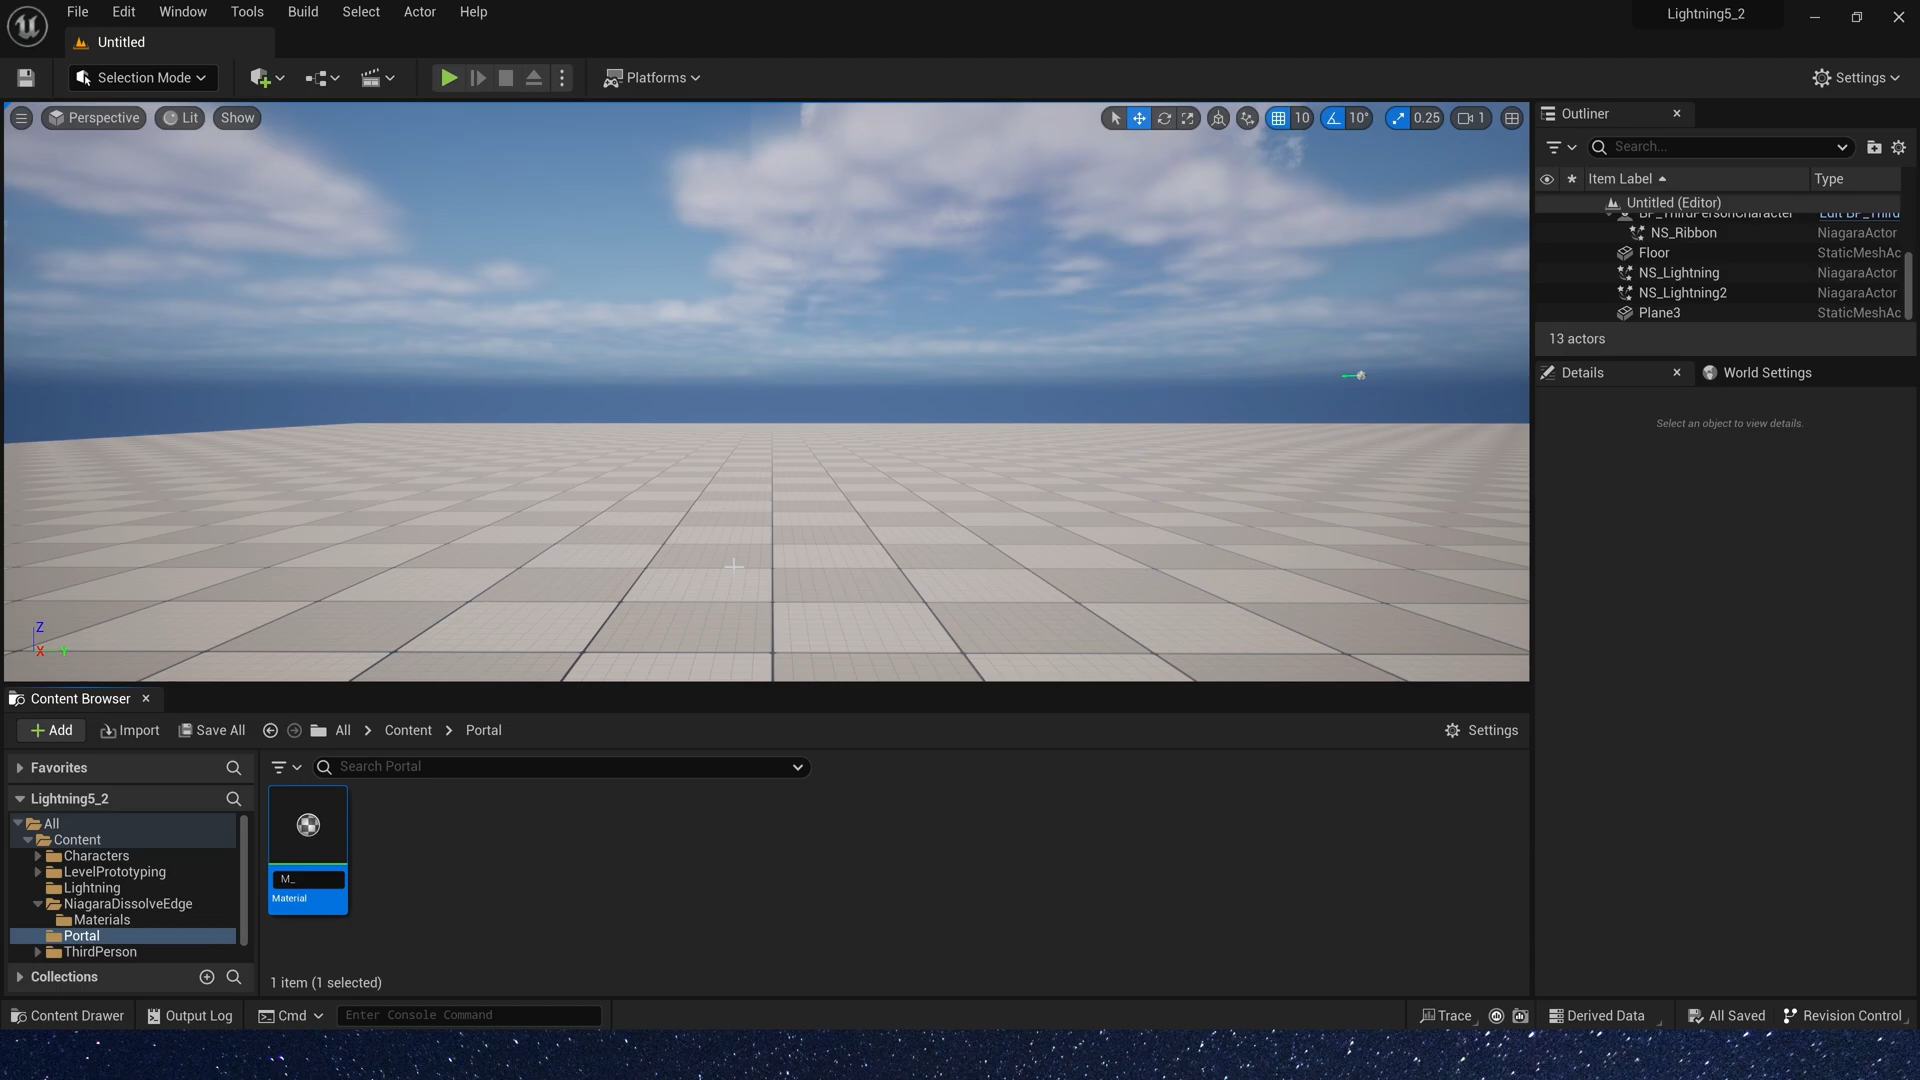 File Edit Window Tools Build Select Actor Help
Lightning5_2
Untitled
Selection Mode
Platforms
Settings
Perspective
Lit
Show
10
10°
0.25
1
Outliner
Search...
Item Label
Type
Untitled (Editor)
BP_ThirdPersonCharacter Edit BP_Third
NS_Ribbon NiagaraActor
Floor StaticMeshAc
NS_Lightning NiagaraActor
NS_Lightning2 NiagaraActor
Plane3 StaticMeshAc
13 actors
Details
World Settings
Select an object to view details.
Z
X Y
Content Browser
Add
Import
Save All
All
Content
Portal
Settings
Favorites
Search Portal
Lightning5_2
All
Content
Characters
LevelPrototyping
Lightning
NiagaraDissolveEdge
Materials
Portal
ThirdPerson
Collections
M_
Material
1 item (1 selected)
Content Drawer
Output Log
Cmd
Enter Console Command
Trace
Derived Data
All Saved
Revision Control